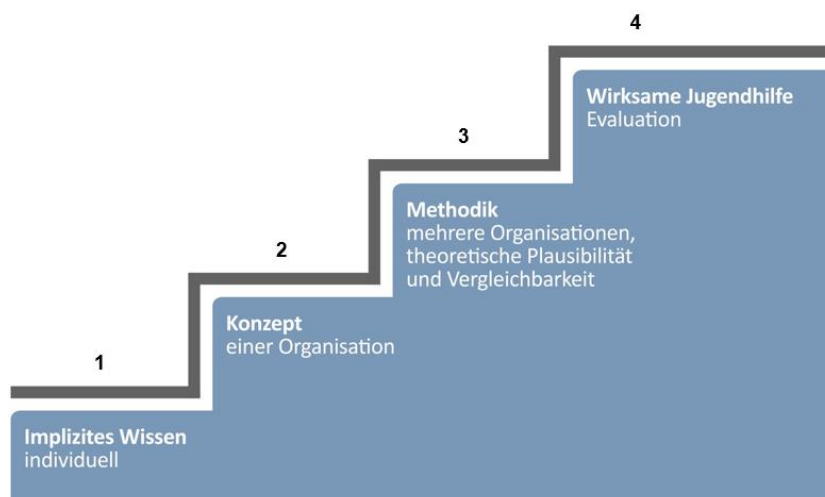 4
Wirksame Jugendhilfe
Evaluation
3
Methodik
mehrere Organisationen,
theoretische Plausibilität
und Vergleichbarkeit
2
Konzept
einer Organisation
1
Implizites Wissen
individuell